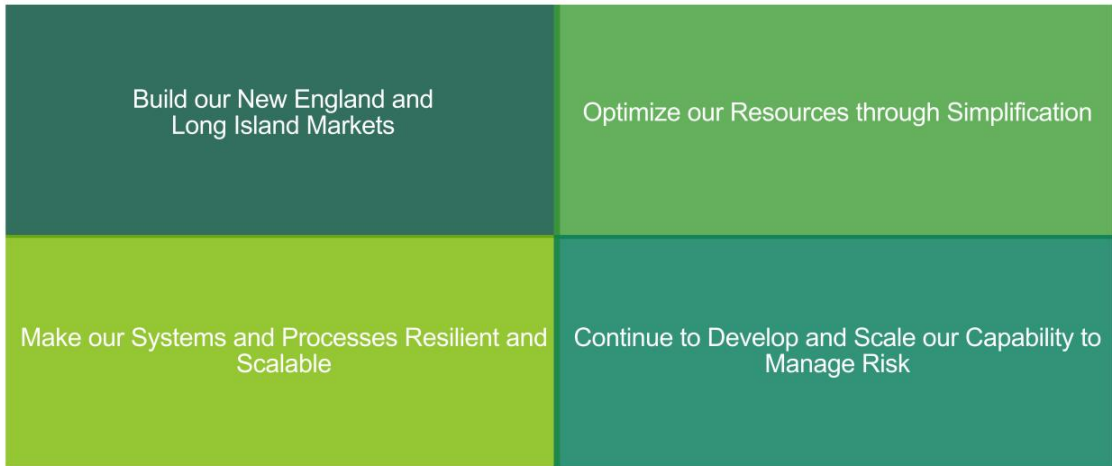 Build our New England and
Long Island Markets
Optimize our Resources through Simplification
Make our Systems and Processes Resilient and
Scalable
Continue to Develop and Scale our Capability to
Manage Risk